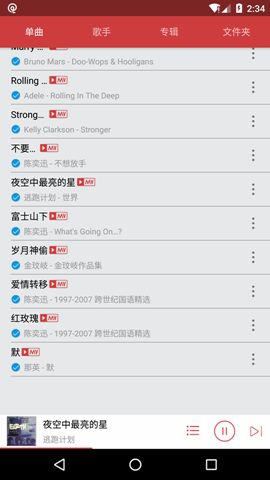 2:34
单曲 歌手 专辑 文件夹
Bruno Mars - Doo-Wops & Hooligans
Rolling ... MV
Adele - Rolling In The Deep
Strong... MV
Kelly Clarkson - Stronger
不要... MV
陈奕迅 - 不想放手
夜空中最亮的星 MV
逃跑计划 - 世界
富士山下 MV
陈奕迅 - What's Going On...?
岁月神偷 MV
金玟岐 - 金玟岐作品集
爱情转移 MV
陈奕迅 - 1997-2007 跨世纪国语精选
红玫瑰 MV
陈奕迅 - 1997-2007 跨世纪国语精选
默 MV
那英 - 默
夜空中最亮的星
逃跑计划